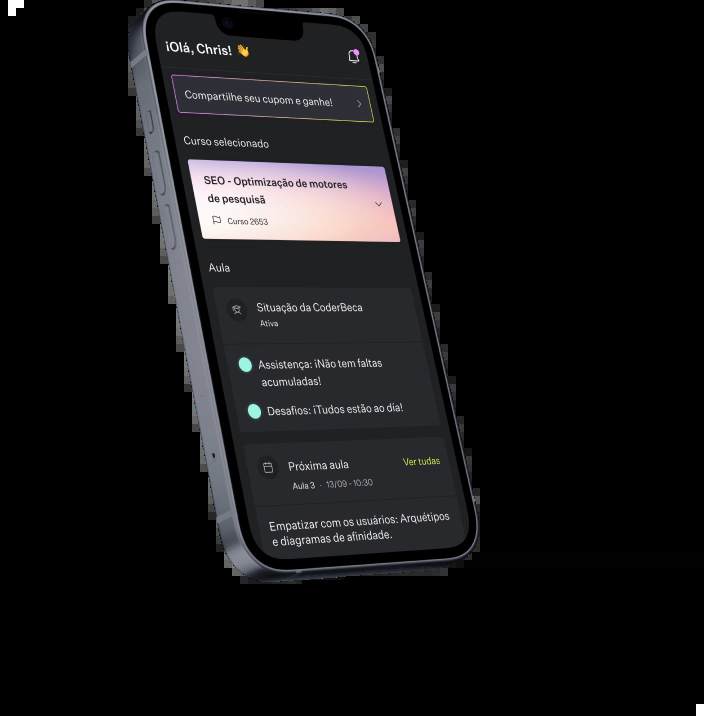 ¡Olá, Chris! 👋
Compartilhe seu cupom e ganhe!
Curso selecionado
SEO - Optimização de motores
de pesquisã
Curso 2653
Aula
Situação da CoderBeca
Ativa
Assistença: ¡Não tem faltas
acumuladas!
Desafios: ¡Tudos estão ao dia!
Próxima aula
Ver tudas
Aula 3 · 13/09 - 10:30
Empatizar com os usuários: Arquétipos
e diagramas de afinidade.